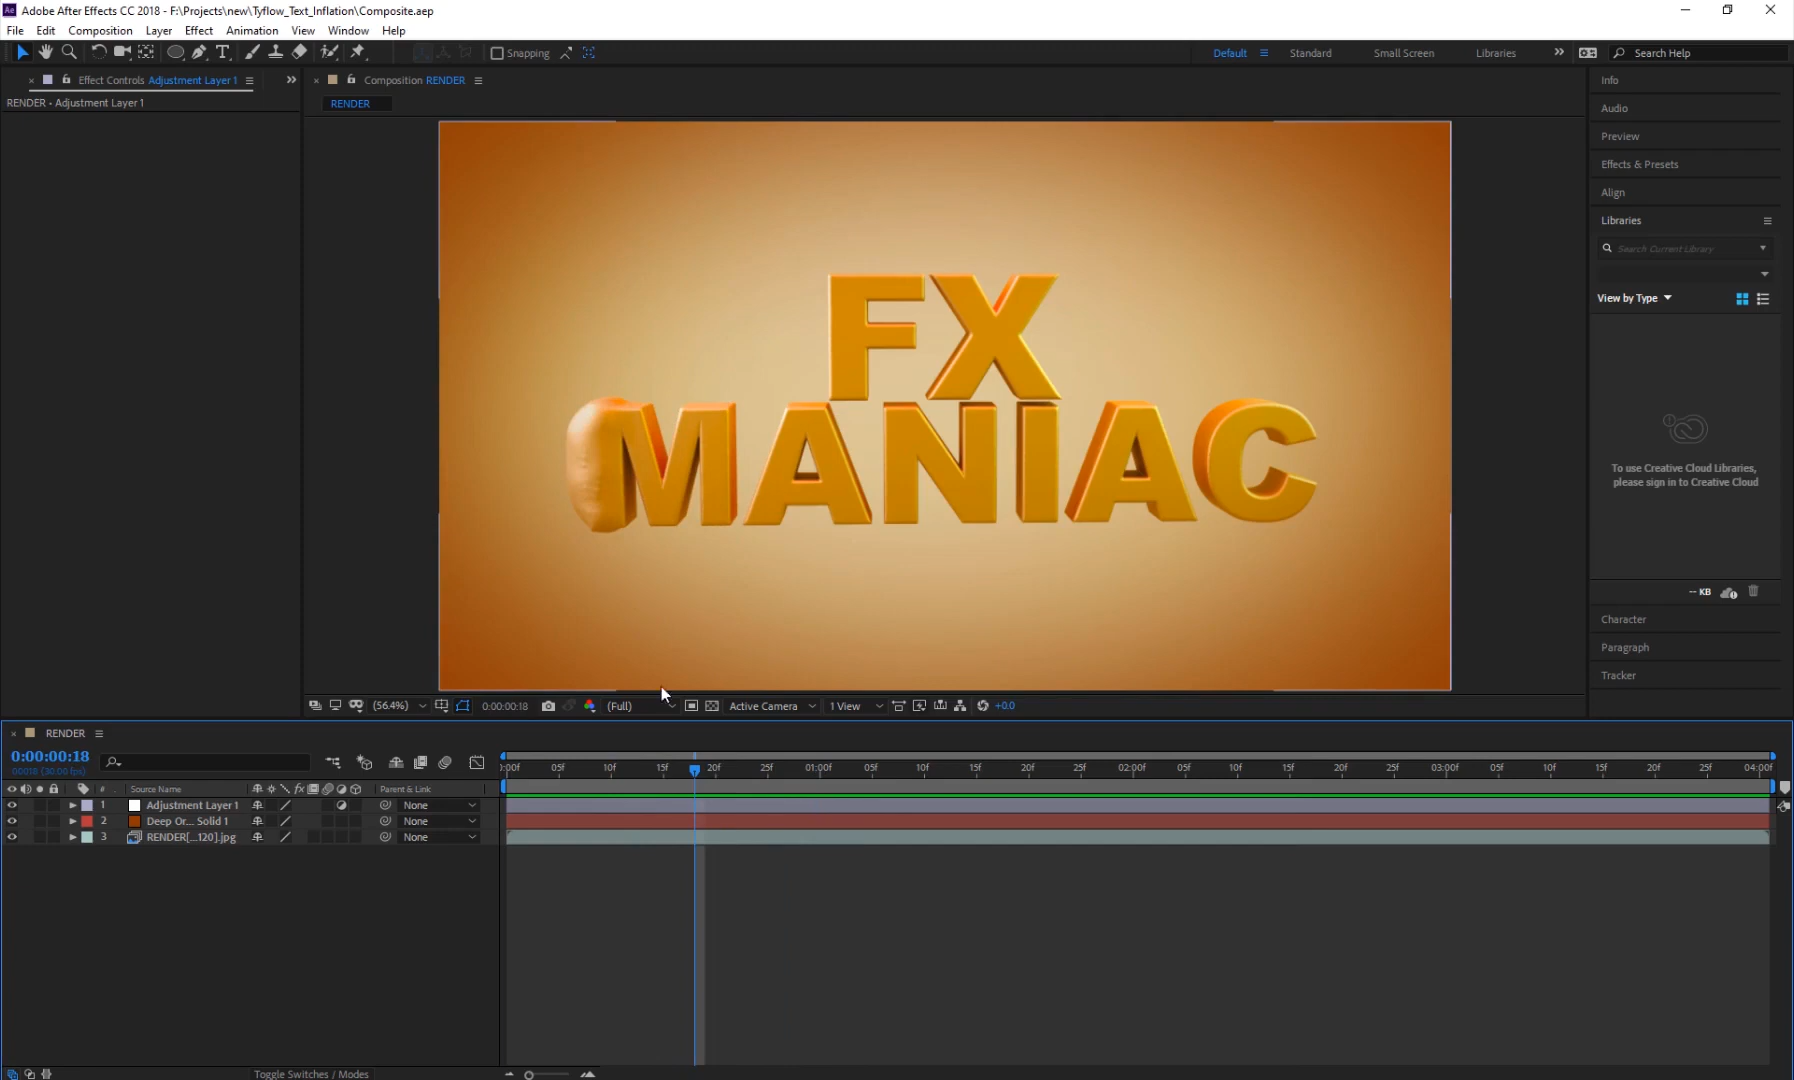 Ae Adobe After Effects CC 2018 - F:\Projects\new\Tyflow_Text_Inflation\Composite.aep
File Edit Composition Layer Effect Animation View Window Help
Snapping Default Standard Small Screen Libraries Search Help
Effect Controls Adjustment Layer 1
RENDER - Adjustment Layer 1
Composition RENDER
RENDER
FX
MANIAC
Info
Audio
Preview
Effects & Presets
Align
Libraries
Search Current Library
View by Type
To use Creative Cloud Libraries,
please sign in to Creative Cloud
-- KB
Character
Paragraph
Tracker
(56.4%) 0:00:00:18 (Full) Active Camera 1 View +0.0
RENDER
0:00:00:18
00018 (30.00 fps)
:00f 05f 10f 15f 20f 25f 01:00f 05f 10f 15f 20f 25f 02:00f 05f 10f 15f 20f 25f 03:00f 05f 10f 15f 20f 25f 04:00f
# Source Name fx Parent & Link
1 Adjustment Layer 1 None
2 Deep Or... Solid 1 None
3 RENDER[...120].jpg None
Toggle Switches / Modes